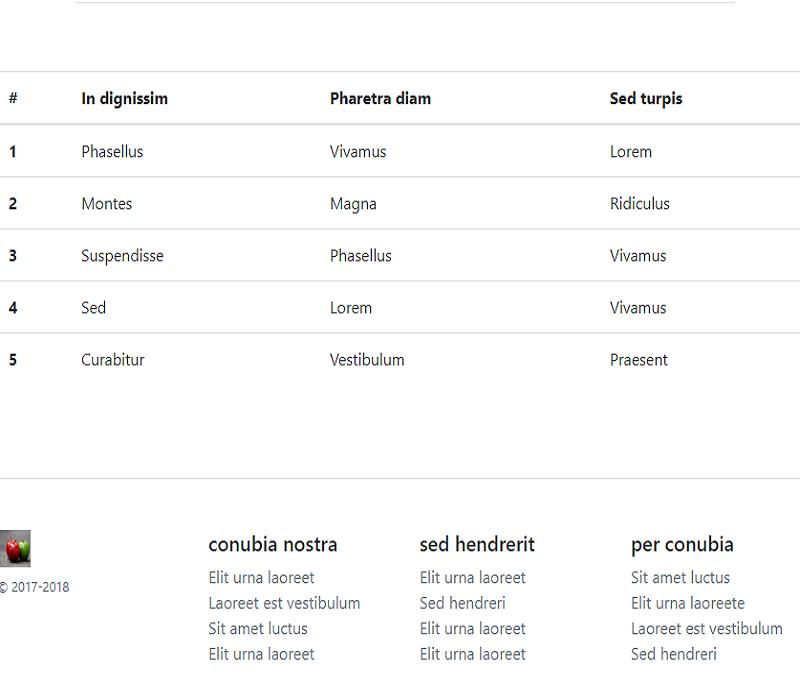 # In dignissim Pharetra diam Sed turpis
1 Phasellus Vivamus Lorem
2 Montes Magna Ridiculus
3 Suspendisse Phasellus Vivamus
4 Sed Lorem Vivamus
5 Curabitur Vestibulum Praesent
© 2017-2018
conubia nostra
Elit urna laoreet
Laoreet est vestibulum
Sit amet luctus
Elit urna laoreet
sed hendrerit
Elit urna laoreet
Sed hendreri
Elit urna laoreet
Elit urna laoreet
per conubia
Sit amet luctus
Elit urna laoreete
Laoreet est vestibulum
Sed hendreri